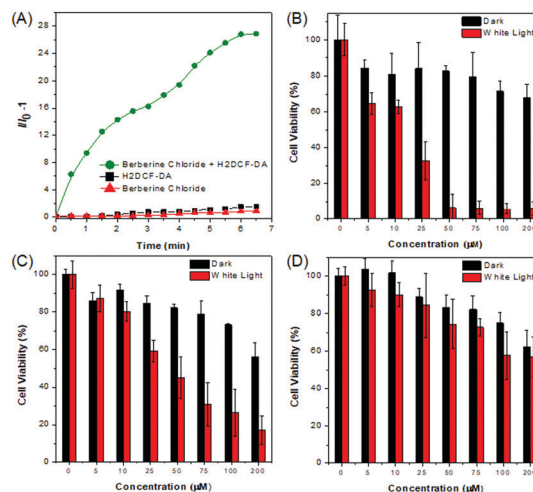 (A)
I/I0 -1
28
24
20
16
12
8
4
0
Berberine Chloride + H2DCF-DA
H2DCF-DA
Berberine Chloride
0 1 2 3 4 5 6 7
Time (min)
(B)
Dark
White Light
Cell Viability (%)
100
80
60
40
20
0
0 5 10 25 50 75 100 200
Concentration (µM)
(C)
Dark
White Light
Cell Viability (%)
100
80
60
40
20
0
0 5 10 25 50 75 100 200
Concentration (µM)
(D)
Dark
White Light
Cell Viability (%)
100
80
60
40
20
0
0 5 10 25 50 75 100 200
Concentration (µM)